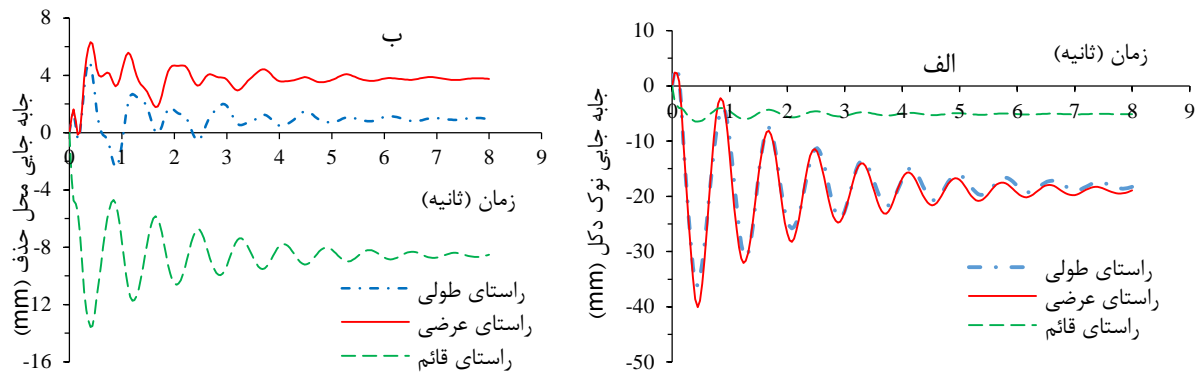 ب
جابه جایی محل حذف (mm)
8
4
0
-4
-8
-12
-16
0 1 2 3 4 5 6 7 8 9
زمان (ثانیه)
راستای طولی
راستای عرضی
راستای قائم
الف
زمان (ثانیه)
جابه جایی نوک دکل (mm)
10
0
-10
-20
-30
-40
-50
0 1 2 3 4 5 6 7 8 9
راستای طولی
راستای عرضی
راستای قائم